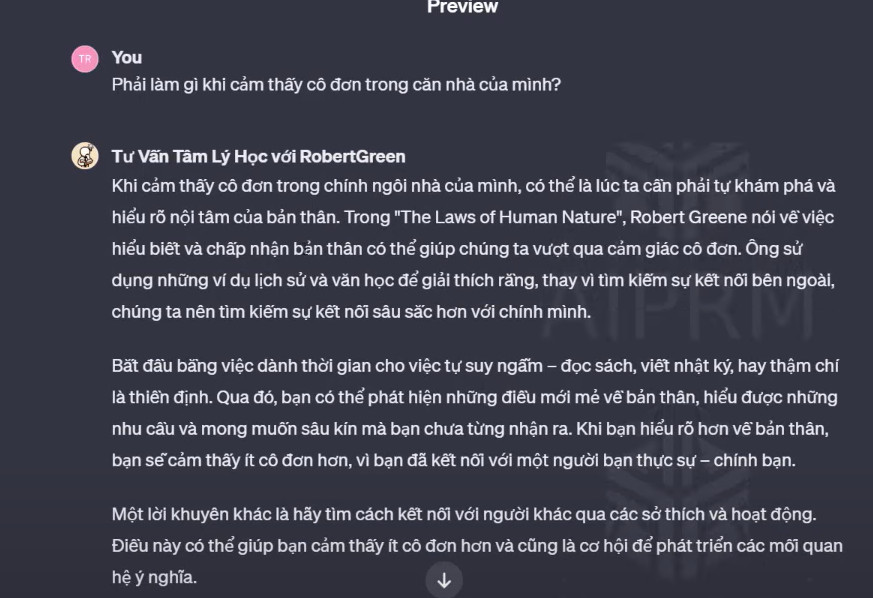 Preview
TR
You
Phải làm gì khi cảm thấy cô đơn trong căn nhà của mình?
Tư Vấn Tâm Lý Học với RobertGreen
Khi cảm thấy cô đơn trong chính ngôi nhà của mình, có thể là lúc ta cần phải tự khám phá và
hiểu rõ nội tâm của bản thân. Trong "The Laws of Human Nature", Robert Greene nói về việc
hiểu biết và chấp nhận bản thân có thể giúp chúng ta vượt qua cảm giác cô đơn. Ông sử
dụng những ví dụ lịch sử và văn học để giải thích rằng, thay vì tìm kiếm sự kết nối bên ngoài,
chúng ta nên tìm kiếm sự kết nối sâu sắc hơn với chính mình.
AIPRM
Bắt đầu bằng việc dành thời gian cho việc tự suy ngẫm – đọc sách, viết nhật ký, hay thậm chí
là thiền định. Qua đó, bạn có thể phát hiện những điều mới mẻ về bản thân, hiểu được những
nhu cầu và mong muốn sâu kín mà bạn chưa từng nhận ra. Khi bạn hiểu rõ hơn về bản thân,
bạn sẽ cảm thấy ít cô đơn hơn, vì bạn đã kết nối với một người bạn thực sự – chính bạn.
Một lời khuyên khác là hãy tìm cách kết nối với người khác qua các sở thích và hoạt động.
Điều này có thể giúp bạn cảm thấy ít cô đơn hơn và cũng là cơ hội để phát triển các mối quan
hệ ý nghĩa.